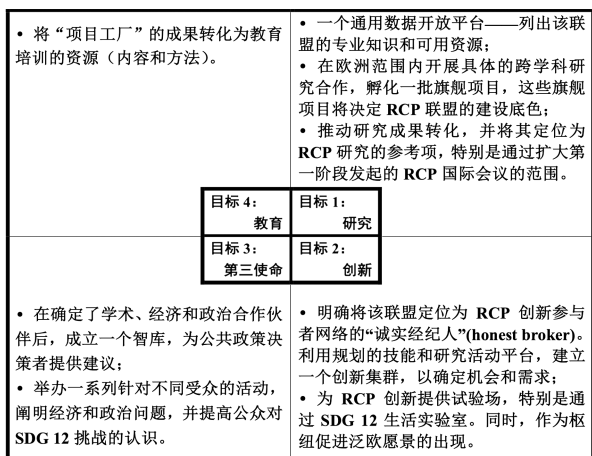 • 将“项目工厂”的成果转化为教育
培训的资源（内容和方法）。
• 一个通用数据开放平台——列出该联
盟的专业知识和可用资源；
• 在欧洲范围内开展具体的跨学科研
究合作，孵化一批旗舰项目，这些旗舰
项目将决定 RCP 联盟的建设底色；
• 推动研究成果转化，并将其定位为
RCP 研究的参考项，特别是通过扩大第
一阶段发起的 RCP 国际会议的范围。
目标 4：
教育
目标 1：
研究
目标 3：
第三使命
目标 2：
创新
• 在确定了学术、经济和政治合作伙
伴后，成立一个智库，为公共政策决
策者提供建议；
• 举办一系列针对不同受众的活动，
阐明经济和政治问题，并提高公众对
SDG 12 挑战的认识。
• 明确将该联盟定位为 RCP 创新参与
者网络的“诚实经纪人”(honest broker)。
利用规划的技能和研究活动平台，建立
一个创新集群，以确定机会和需求；
• 为 RCP 创新提供试验场，特别是通
过 SDG 12 生活实验室。同时，作为枢
纽促进泛欧愿景的出现。